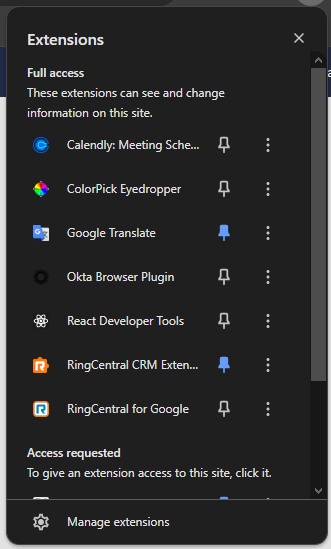 Extensions
Full access
These extensions can see and change
information on this site.
Calendly: Meeting Sche...
ColorPick Eyedropper
Google Translate
Okta Browser Plugin
React Developer Tools
RingCentral CRM Exten...
RingCentral for Google
Access requested
To give an extension access to this site, click it.
Manage extensions